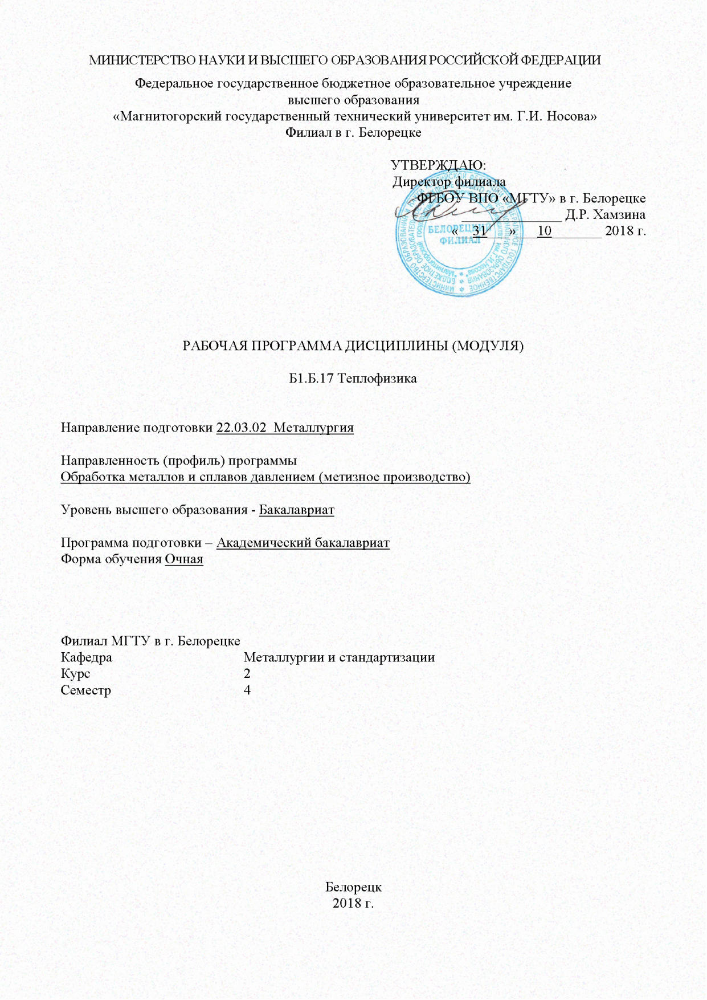 МИНИСТЕРСТВО НАУКИ И ВЫСШЕГО ОБРАЗОВАНИЯ РОССИЙСКОЙ ФЕДЕРАЦИИ
Федеральное государственное бюджетное образовательное учреждение
высшего образования
«Магнитогорский государственный технический университет им. Г.И. Носова»
Филиал в г. Белорецке
УТВЕРЖДАЮ:
Директор филиала
ФГБОУ ВПО «МГТУ» в г. Белорецке
______________ Д.Р. Хамзина
«__31___»___10_______ 2018 г.
БЕЛОРЕЦКИЙ
ФИЛИАЛ
РАБОЧАЯ ПРОГРАММА ДИСЦИПЛИНЫ (МОДУЛЯ)
Б1.Б.17 Теплофизика
Направление подготовки 22.03.02 Металлургия
Направленность (профиль) программы
Обработка металлов и сплавов давлением (метизное производство)
Уровень высшего образования - Бакалавриат
Программа подготовки – Академический бакалавриат
Форма обучения Очная
Филиал МГТУ в г. Белорецке
Кафедра Металлургии и стандартизации
Курс 2
Семестр 4
Белорецк
2018 г.